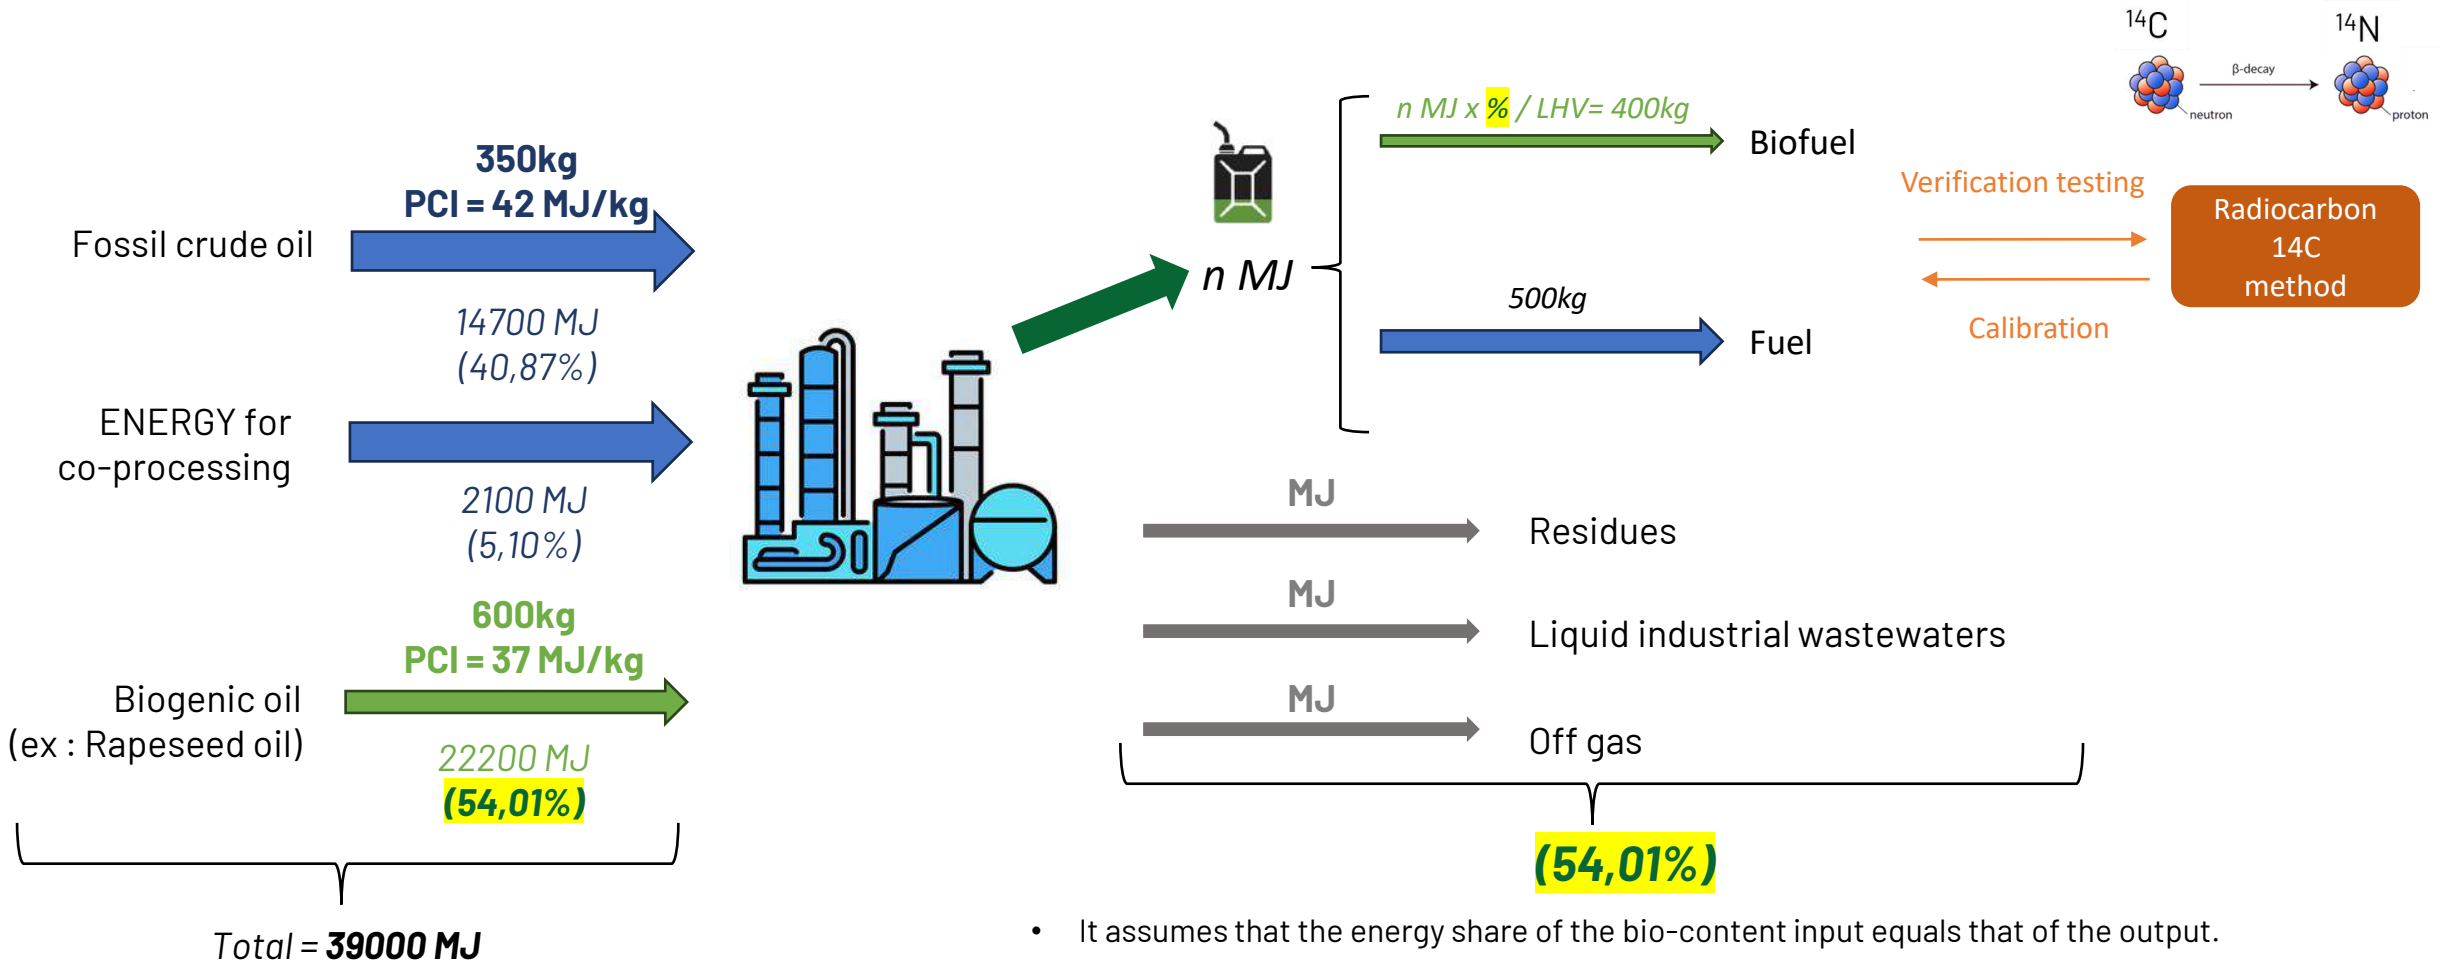 Fossil crude oil
350kg
PCI = 42 MJ/kg
14700 MJ
(40,87%)
ENERGY for
co-processing
2100 MJ
(5,10%)
Biogenic oil
(ex : Rapeseed oil)
600kg
PCI = 37 MJ/kg
22200 MJ
(54,01%)
Total = 39000 MJ
n MJ
n MJ x % / LHV= 400kg
Biofuel
500kg
Fuel
Verification testing
Calibration
Radiocarbon
14C
method
14C
14N
β-decay
neutron
proton
MJ
Residues
MJ
Liquid industrial wastewaters
MJ
Off gas
(54,01%)
• It assumes that the energy share of the bio-content input equals that of the output.